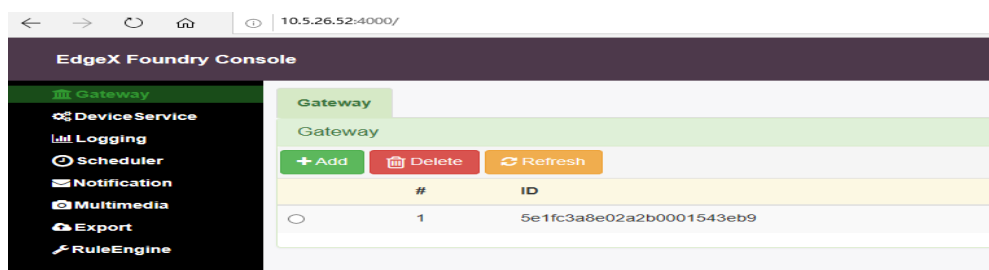 10.5.26.52:4000/
EdgeX Foundry Console
Gateway
DeviceService
Logging
Scheduler
Notification
Multimedia
Export
RuleEngine
Gateway
Gateway
+ Add Delete Refresh
# ID
1 5e1fc3a8e02a2b0001543eb9